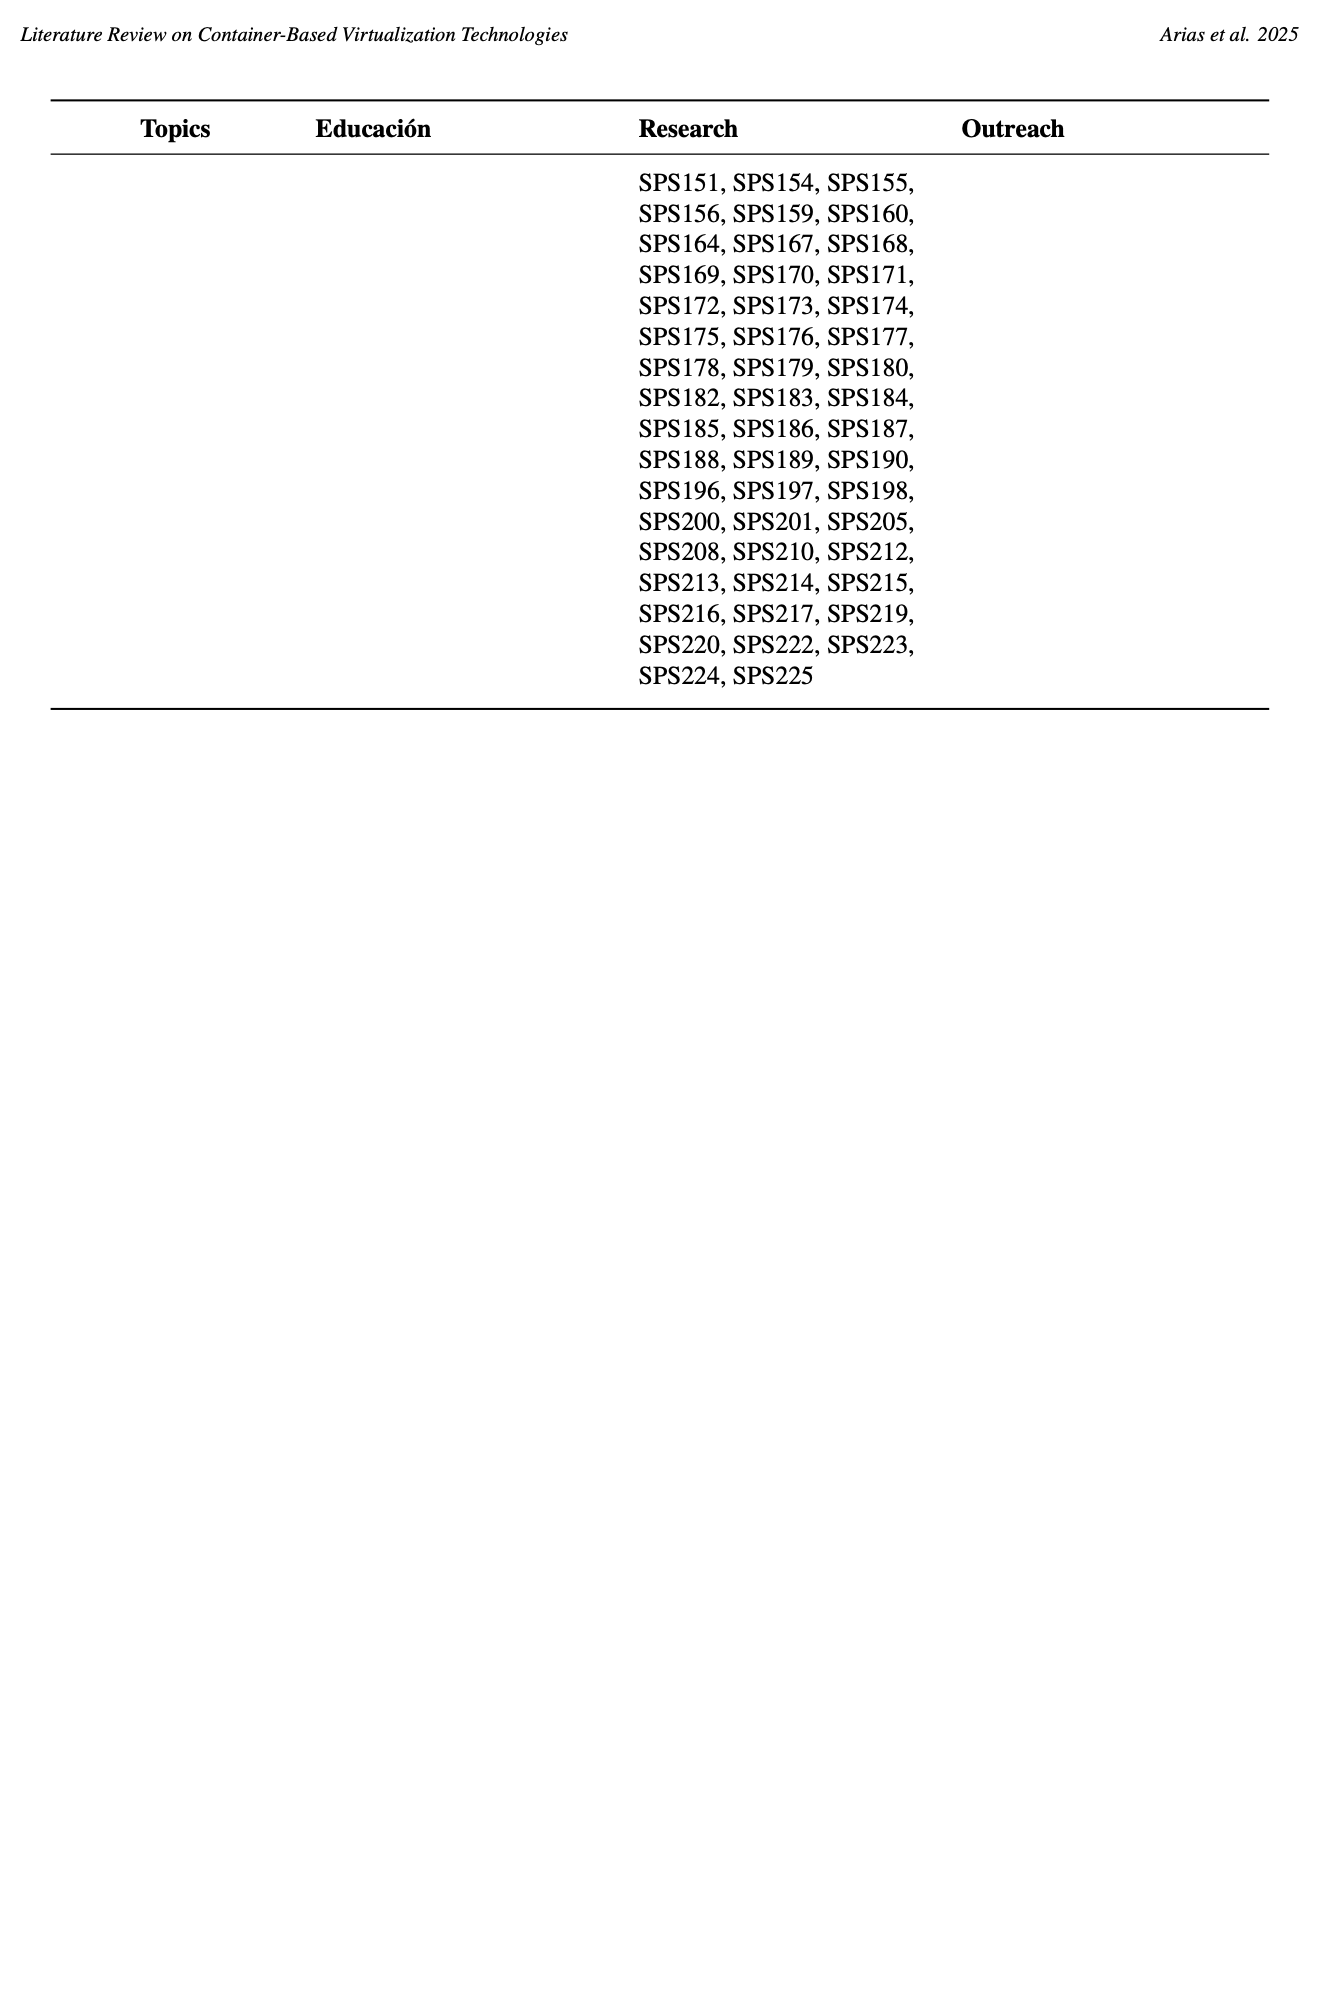 Literature Review on Container-Based Virtualization Technologies Arias et al. 2025
Topics Educación Research Outreach
SPS151, SPS154, SPS155,
SPS156, SPS159, SPS160,
SPS164, SPS167, SPS168,
SPS169, SPS170, SPS171,
SPS172, SPS173, SPS174,
SPS175, SPS176, SPS177,
SPS178, SPS179, SPS180,
SPS182, SPS183, SPS184,
SPS185, SPS186, SPS187,
SPS188, SPS189, SPS190,
SPS196, SPS197, SPS198,
SPS200, SPS201, SPS205,
SPS208, SPS210, SPS212,
SPS213, SPS214, SPS215,
SPS216, SPS217, SPS219,
SPS220, SPS222, SPS223,
SPS224, SPS225